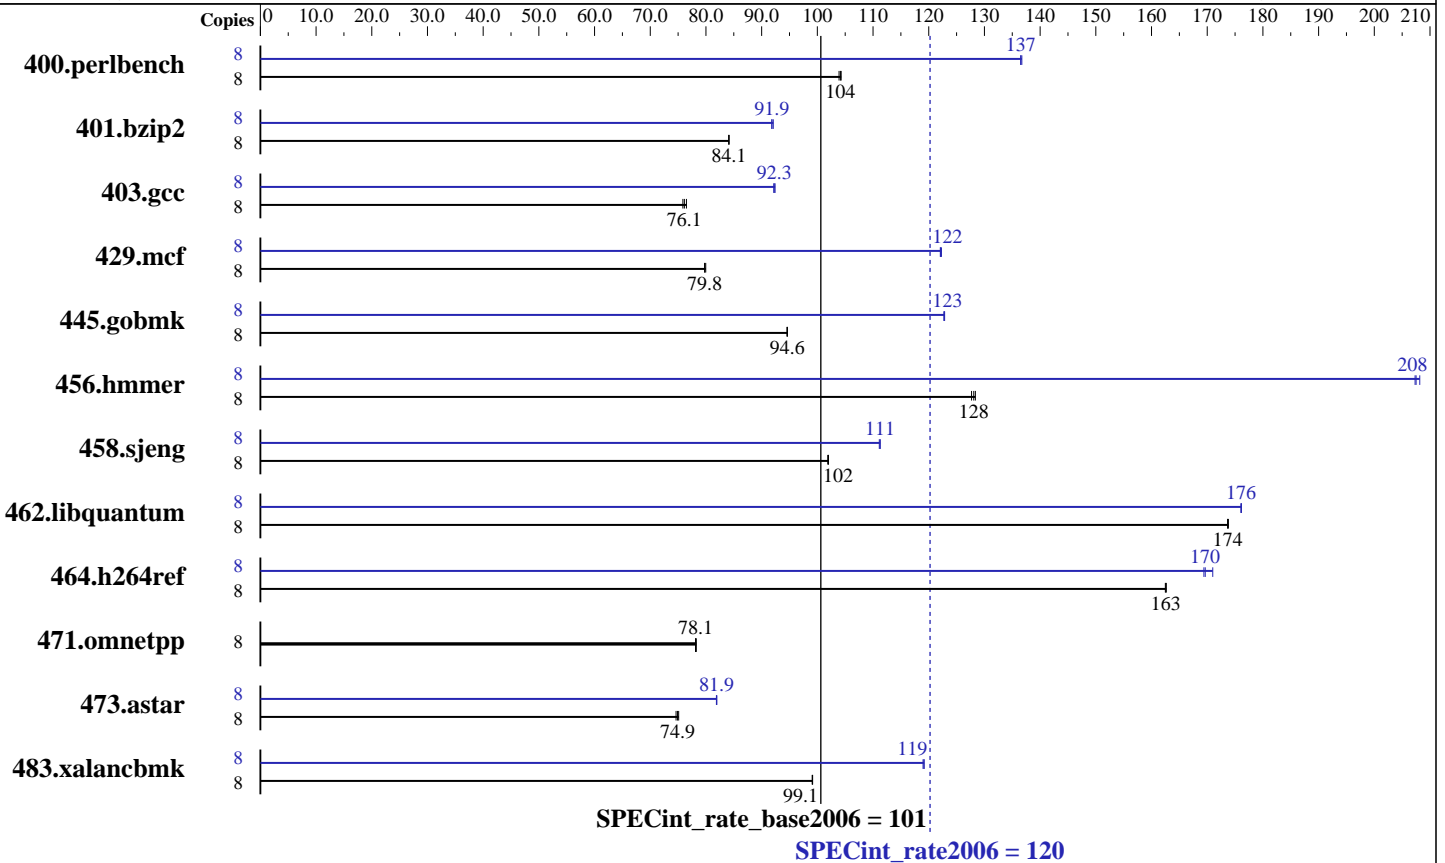 Copies 0 10.0 20.0 30.0 40.0 50.0 60.0 70.0 80.0 90.0 100 110 120 130 140 150 160 170 180 190 200 210
400.perlbench 8 137
8 104
401.bzip2 8 91.9
8 84.1
403.gcc 8 92.3
8 76.1
429.mcf 8 122
8 79.8
445.gobmk 8 123
8 94.6
456.hmmer 8 208
8 128
458.sjeng 8 111
8 102
462.libquantum 8 176
8 174
464.h264ref 8 170
8 163
471.omnetpp 8 78.1
473.astar 8 81.9
8 74.9
483.xalancbmk 8 119
8 99.1
SPECint_rate_base2006 = 101
SPECint_rate2006 = 120